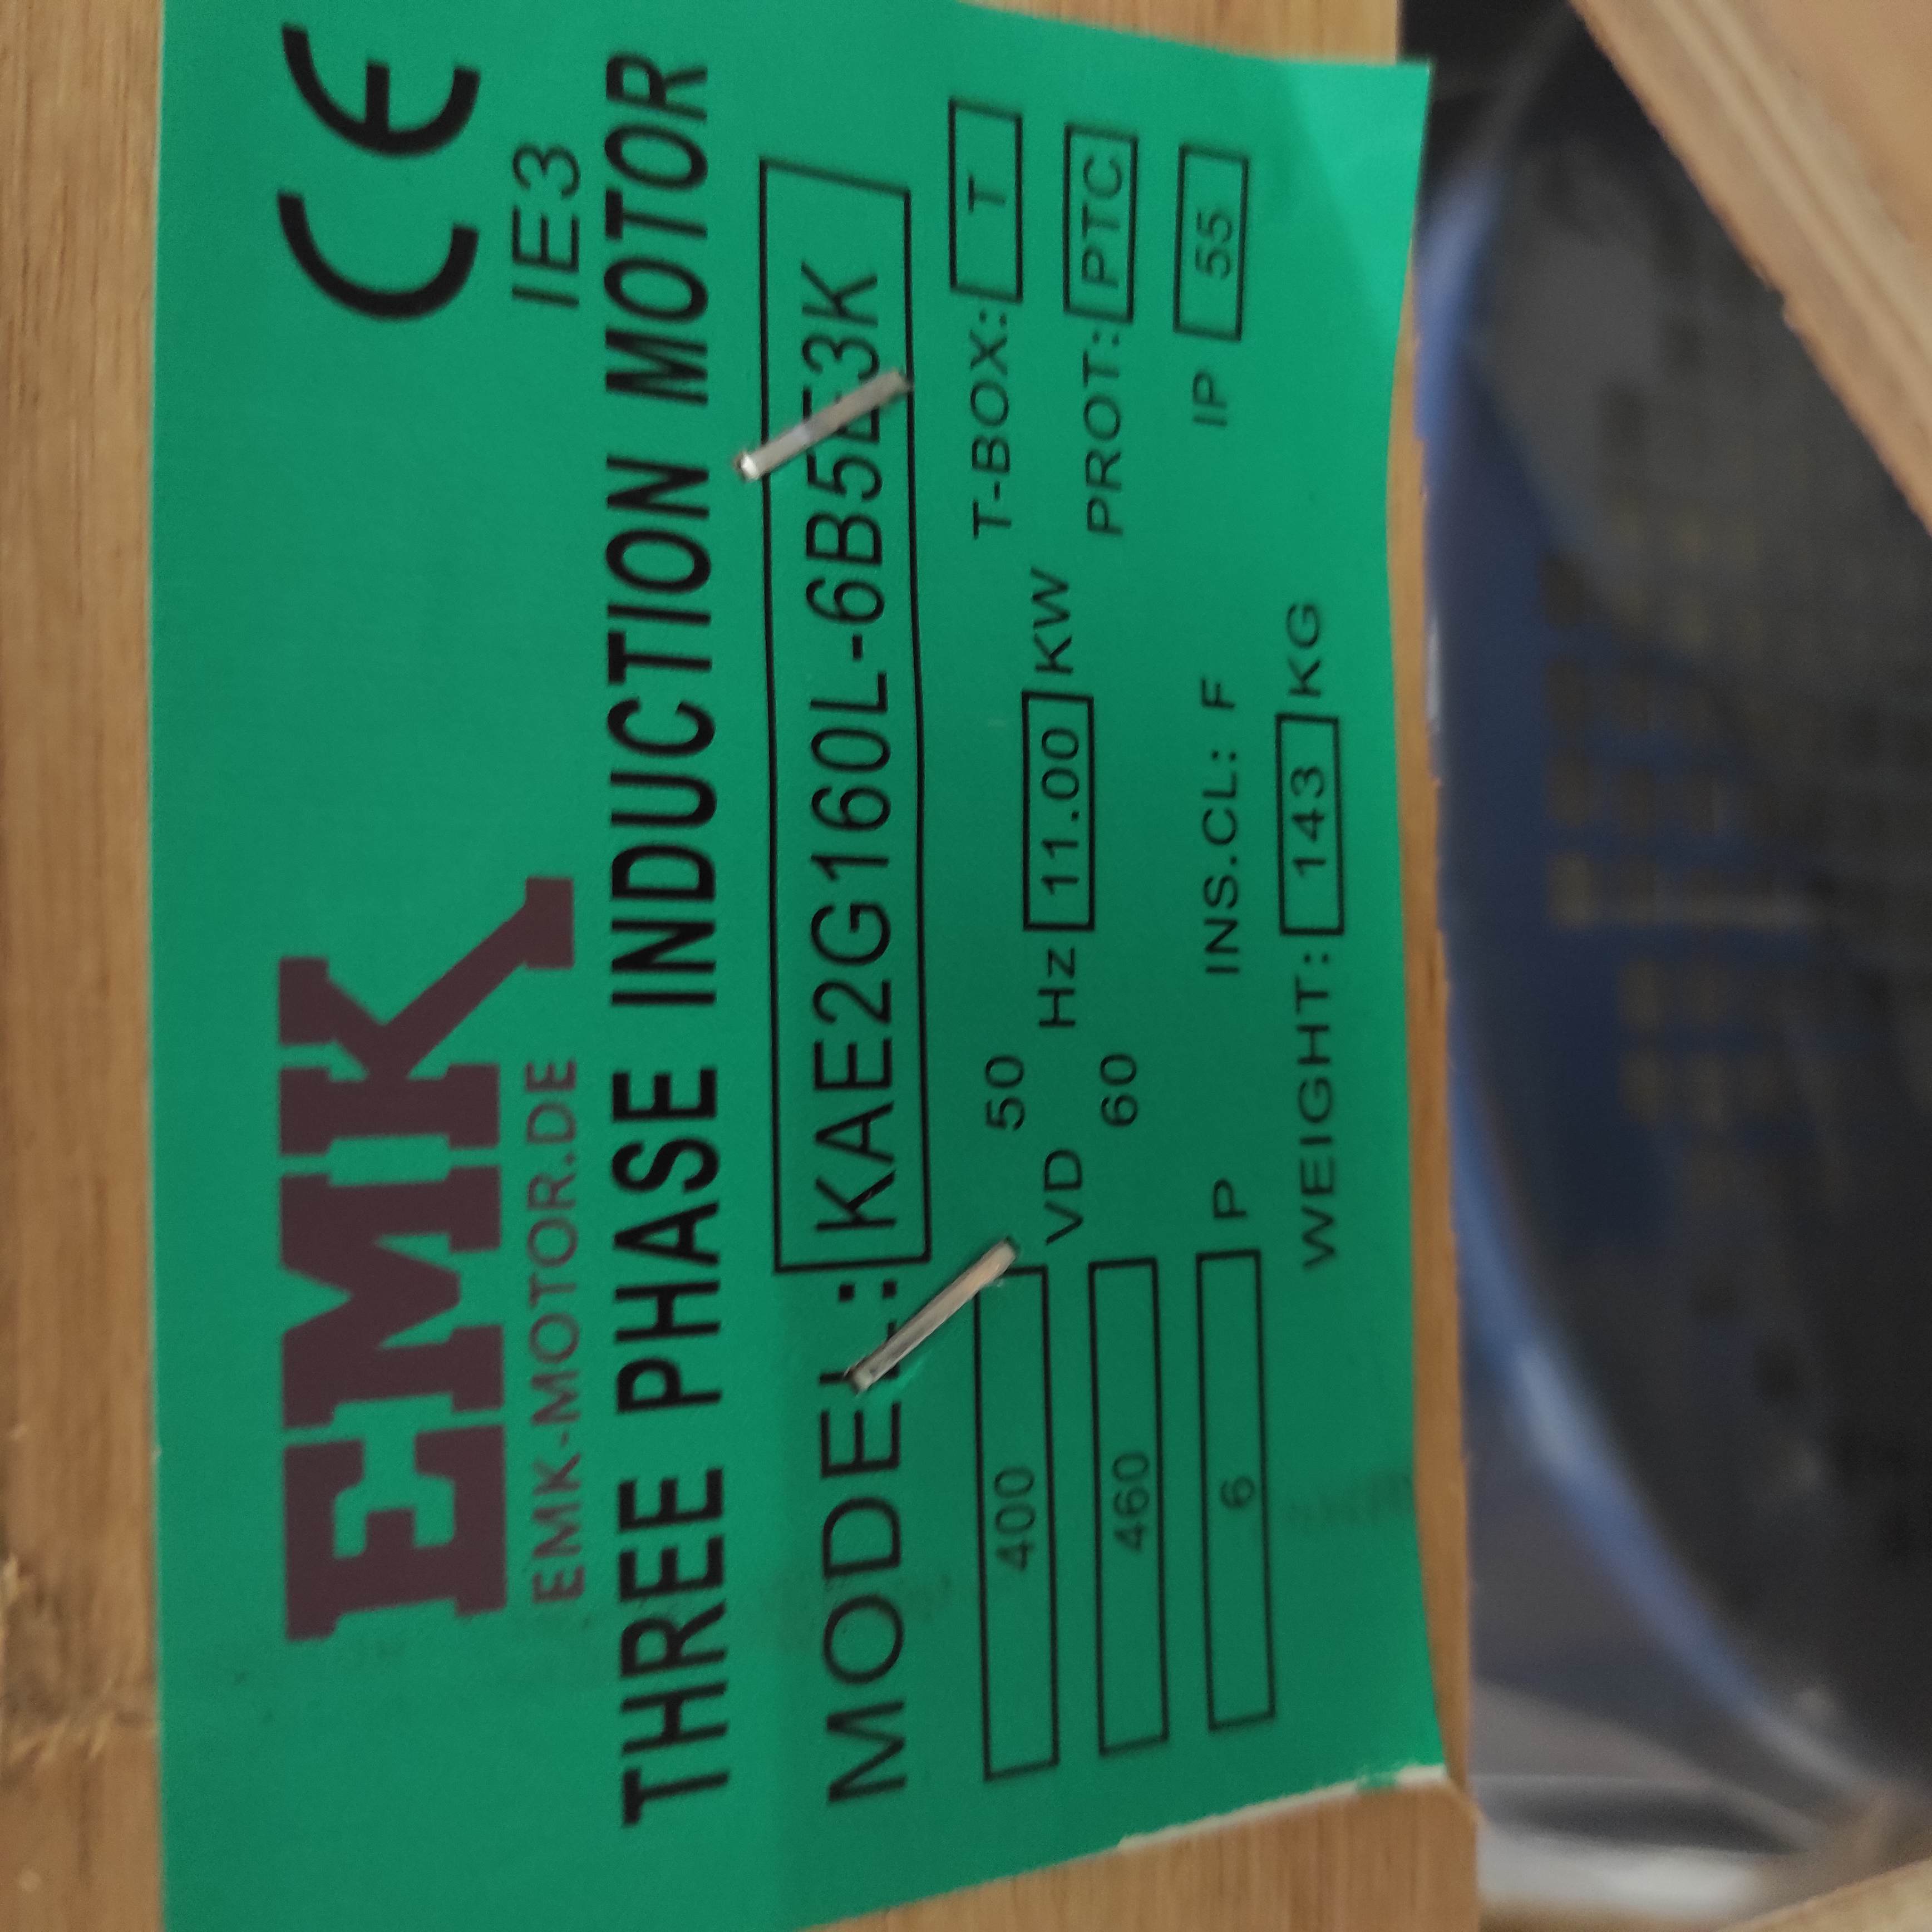 EMK CE
EMK-MOTOR.DE IE3
THREE PHASE INDUCTION MOTOR
MODEL: KAE2G160L-6B5E3K
400 50 T-BOX: T
VD Hz 11.00 KW
460 60 PROT: PTC
6 P INS.CL: F IP 55
WEIGHT: 143 KG